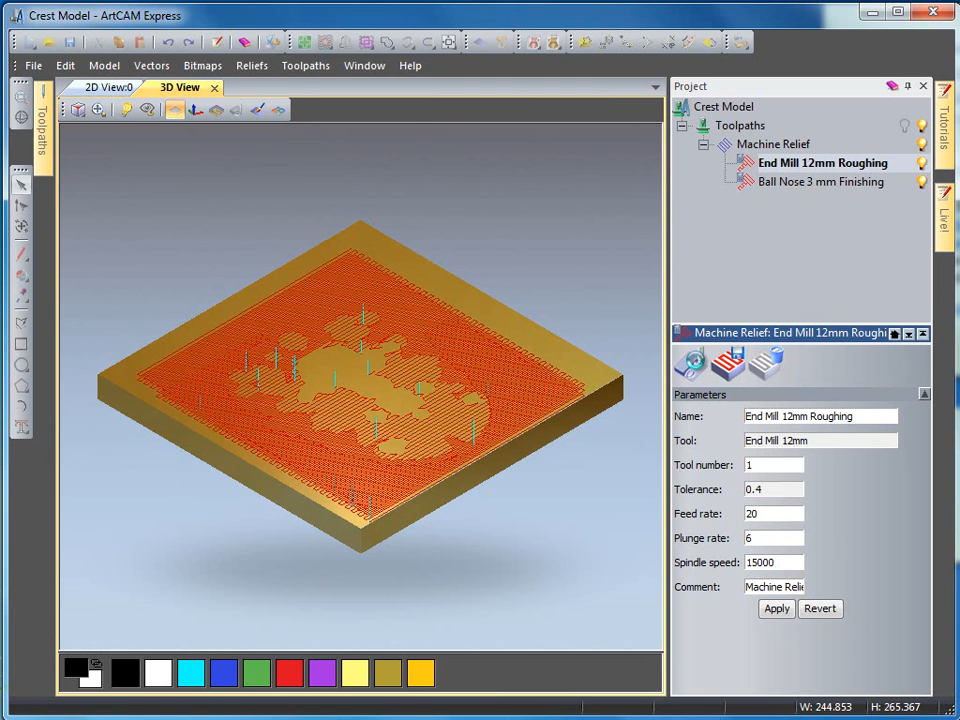 Crest Model - ArtCAM Express
File Edit Model Vectors Bitmaps Reliefs Toolpaths Window Help
2D View:0 3D View
Toolpaths
Project
Crest Model
Toolpaths
Machine Relief
End Mill 12mm Roughing
Ball Nose 3 mm Finishing
Tutorials
Live!
Machine Relief: End Mill 12mm Roughi
Parameters
Name: End Mill 12mm Roughing
Tool: End Mill 12mm
Tool number: 1
Tolerance: 0.4
Feed rate: 20
Plunge rate: 6
Spindle speed: 15000
Comment: Machine Relie
Apply Revert
W: 244.853 H: 265.367